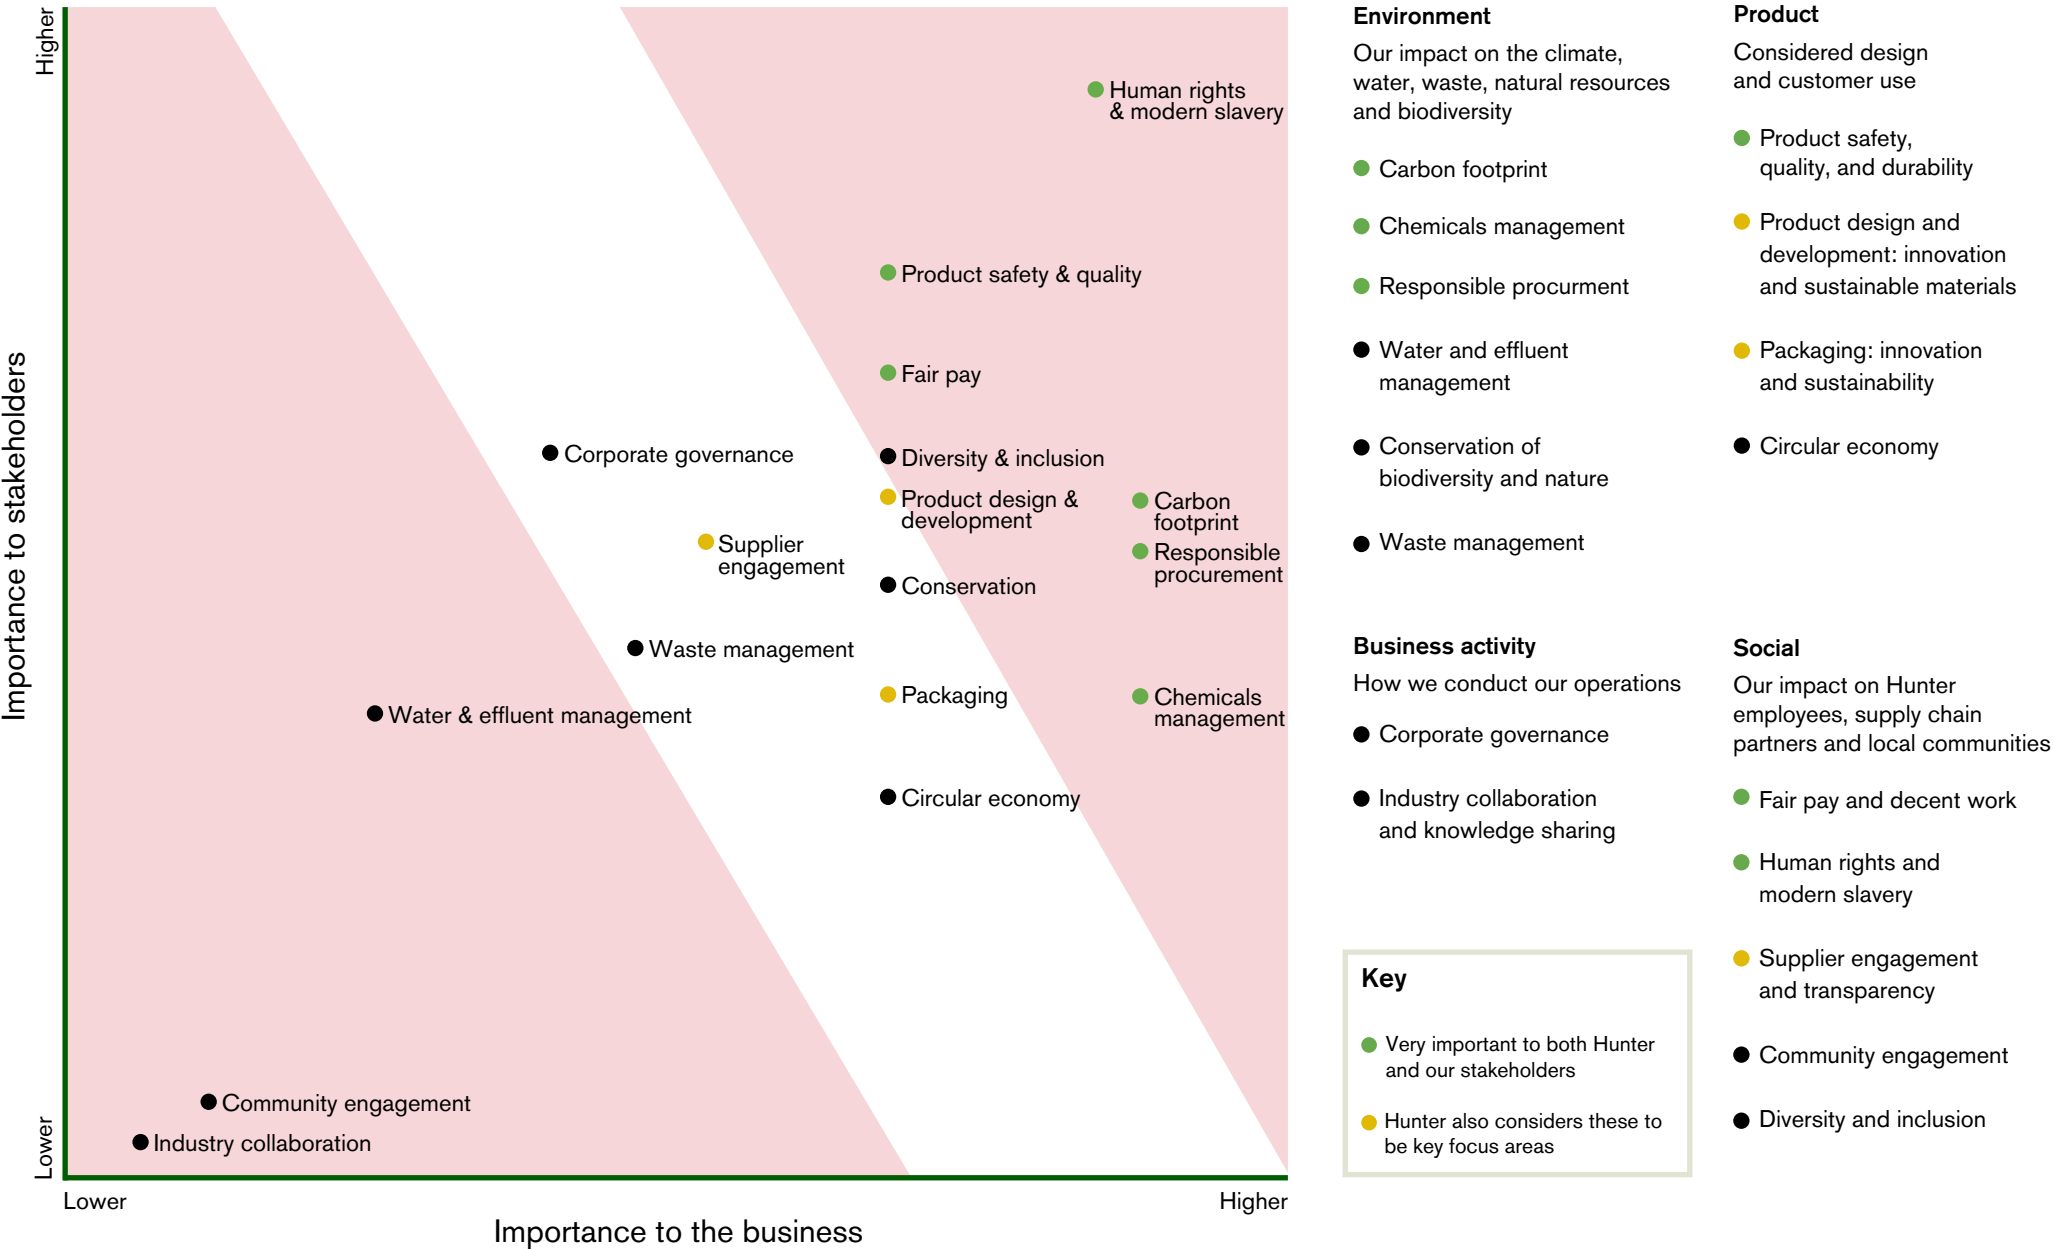 Higher
Importance to stakeholders
Lower
Human rights
& modern slavery
Product safety & quality
Fair pay
Corporate governance
Diversity & inclusion
Product design &
development
Carbon
footprint
Supplier
engagement
Responsible
procurement
Conservation
Waste management
Packaging
Chemicals
management
Water & effluent management
Circular economy
Community engagement
Industry collaboration
Lower
Higher
Importance to the business
Environment
Our impact on the climate,
water, waste, natural resources
and biodiversity
Carbon footprint
Chemicals management
Responsible procurment
Water and effluent
management
Conservation of
biodiversity and nature
Waste management
Product
Considered design
and customer use
Product safety,
quality, and durability
Product design and
development: innovation
and sustainable materials
Packaging: innovation
and sustainability
Circular economy
Business activity
How we conduct our operations
Corporate governance
Industry collaboration
and knowledge sharing
Social
Our impact on Hunter
employees, supply chain
partners and local communities
Fair pay and decent work
Human rights and
modern slavery
Supplier engagement
and transparency
Community engagement
Diversity and inclusion
Key
Very important to both Hunter
and our stakeholders
Hunter also considers these to
be key focus areas